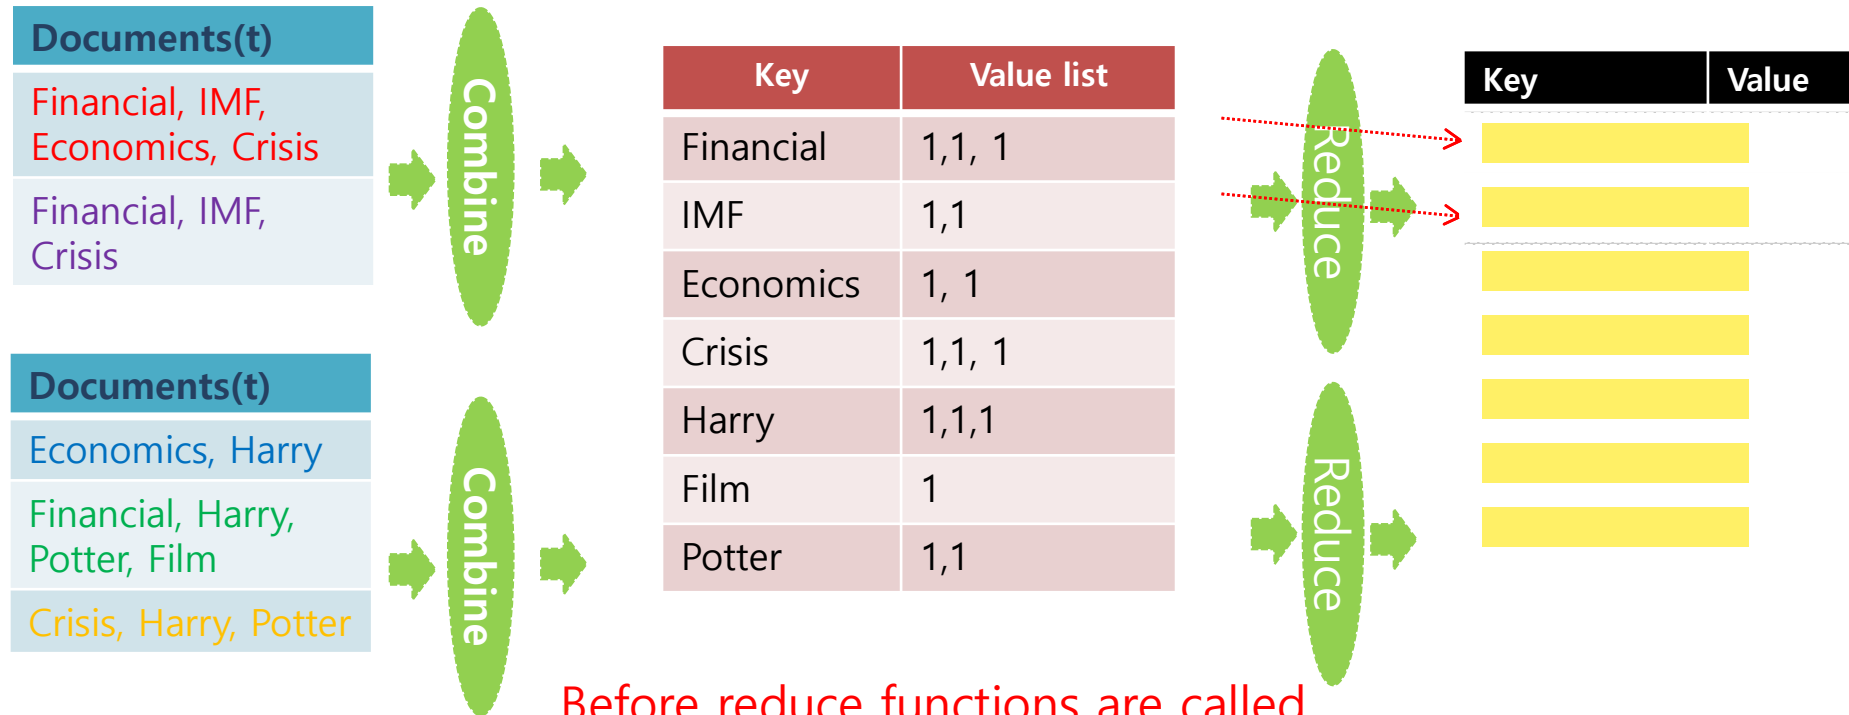 Documents(t)
Financial, IMF,
Economics, Crisis
Financial, IMF,
Crisis
Documents(t)
Economics, Harry
Financial, Harry,
Potter, Film
Crisis, Harry, Potter
Combine
Combine
Key Value list
Financial 1,1, 1
IMF 1,1
Economics 1, 1
Crisis 1,1, 1
Harry 1,1,1
Film 1
Potter 1,1
Reduce
Reduce
Key Value
Before reduce functions are called